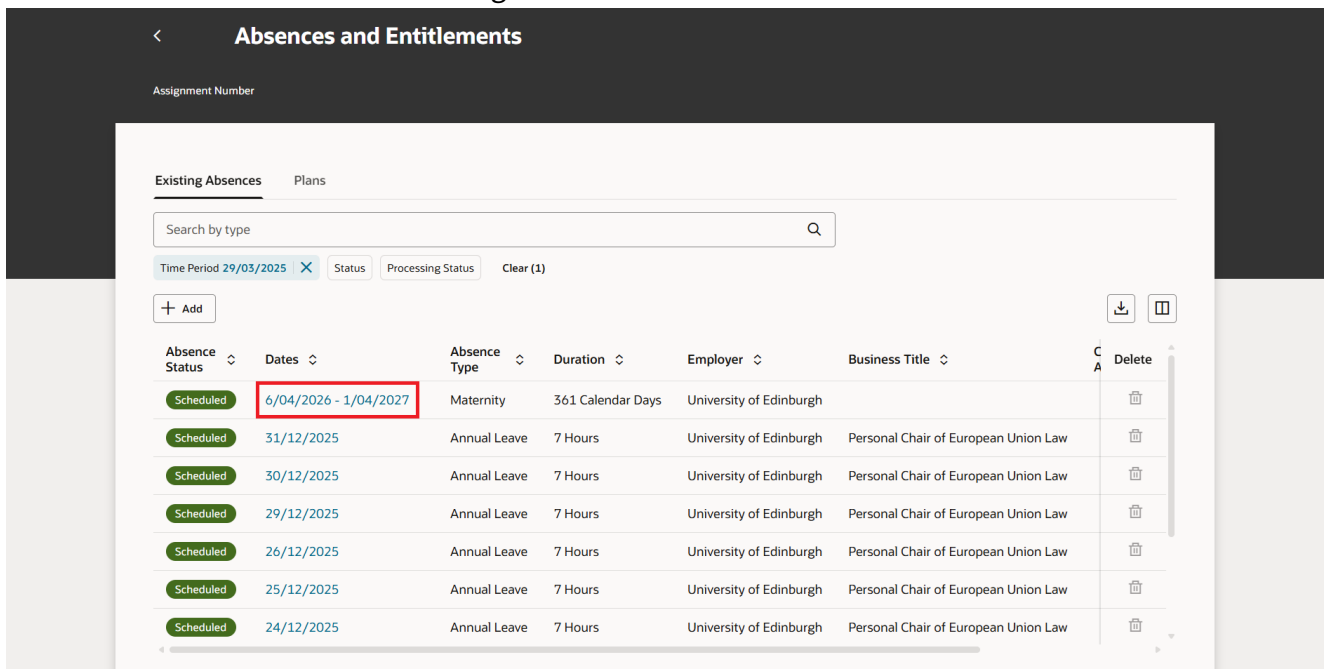 Absences and Entitlements
Assignment Number
Existing Absences Plans
Search by type
Time Period 29/03/2025 Status Processing Status Clear (1)
+ Add
Absence Status Dates Absence Type Duration Employer Business Title Delete
Scheduled 6/04/2026 - 1/04/2027 Maternity 361 Calendar Days University of Edinburgh
Scheduled 31/12/2025 Annual Leave 7 Hours University of Edinburgh Personal Chair of European Union Law
Scheduled 30/12/2025 Annual Leave 7 Hours University of Edinburgh Personal Chair of European Union Law
Scheduled 29/12/2025 Annual Leave 7 Hours University of Edinburgh Personal Chair of European Union Law
Scheduled 26/12/2025 Annual Leave 7 Hours University of Edinburgh Personal Chair of European Union Law
Scheduled 25/12/2025 Annual Leave 7 Hours University of Edinburgh Personal Chair of European Union Law
Scheduled 24/12/2025 Annual Leave 7 Hours University of Edinburgh Personal Chair of European Union Law